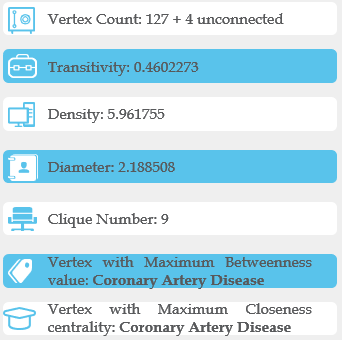 Vertex Count: 127 + 4 unconnected
Transitivity: 0.4602273
Density: 5.961755
Diameter: 2.188508
Clique Number: 9
Vertex with Maximum Betweenness
value: Coronary Artery Disease
Vertex with Maximum Closeness
centrality: Coronary Artery Disease